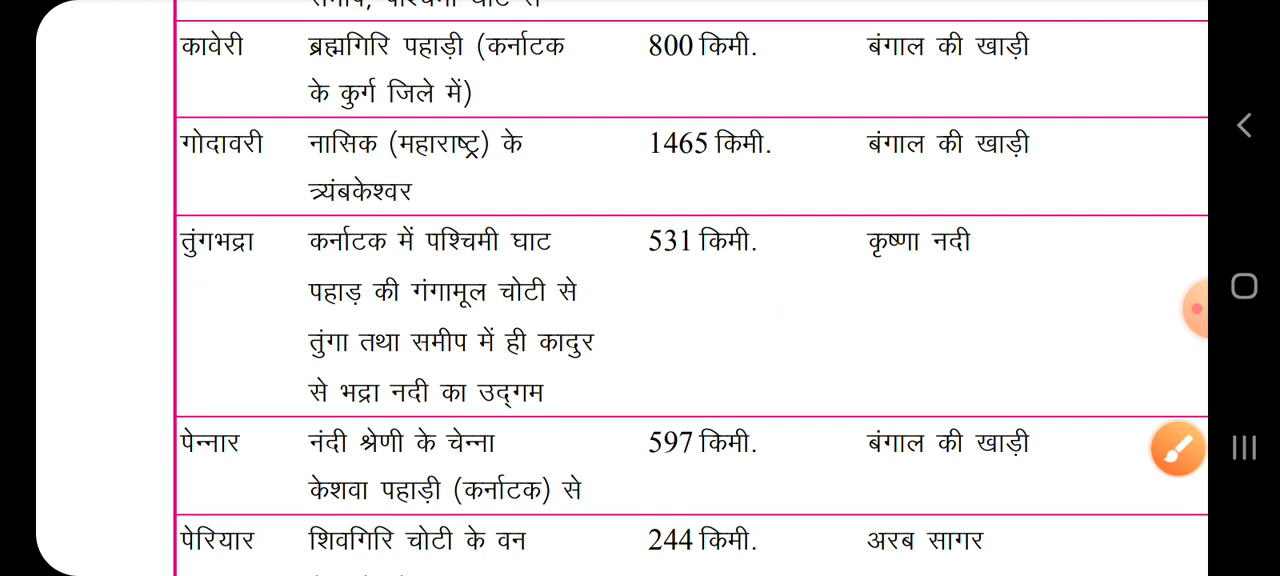 कावेरी ब्रह्मगिरि पहाड़ी (कर्नाटक 800 किमी. बंगाल की खाड़ी
के कुर्ग जिले में)
गोदावरी नासिक (महाराष्ट्र) के 1465 किमी. बंगाल की खाड़ी
त्र्यंबकेश्वर
तुंगभद्रा कर्नाटक में पश्चिमी घाट 531 किमी. कृष्णा नदी
पहाड़ की गंगामूल चोटी से
तुंगा तथा समीप में ही कादुर
से भद्रा नदी का उद्गम
पेन्नार नंदी श्रेणी के चेन्ना 597 किमी. बंगाल की खाड़ी
केशवा पहाड़ी (कर्नाटक) से
पेरियार शिवगिरि चोटी के वन 244 किमी. अरब सागर